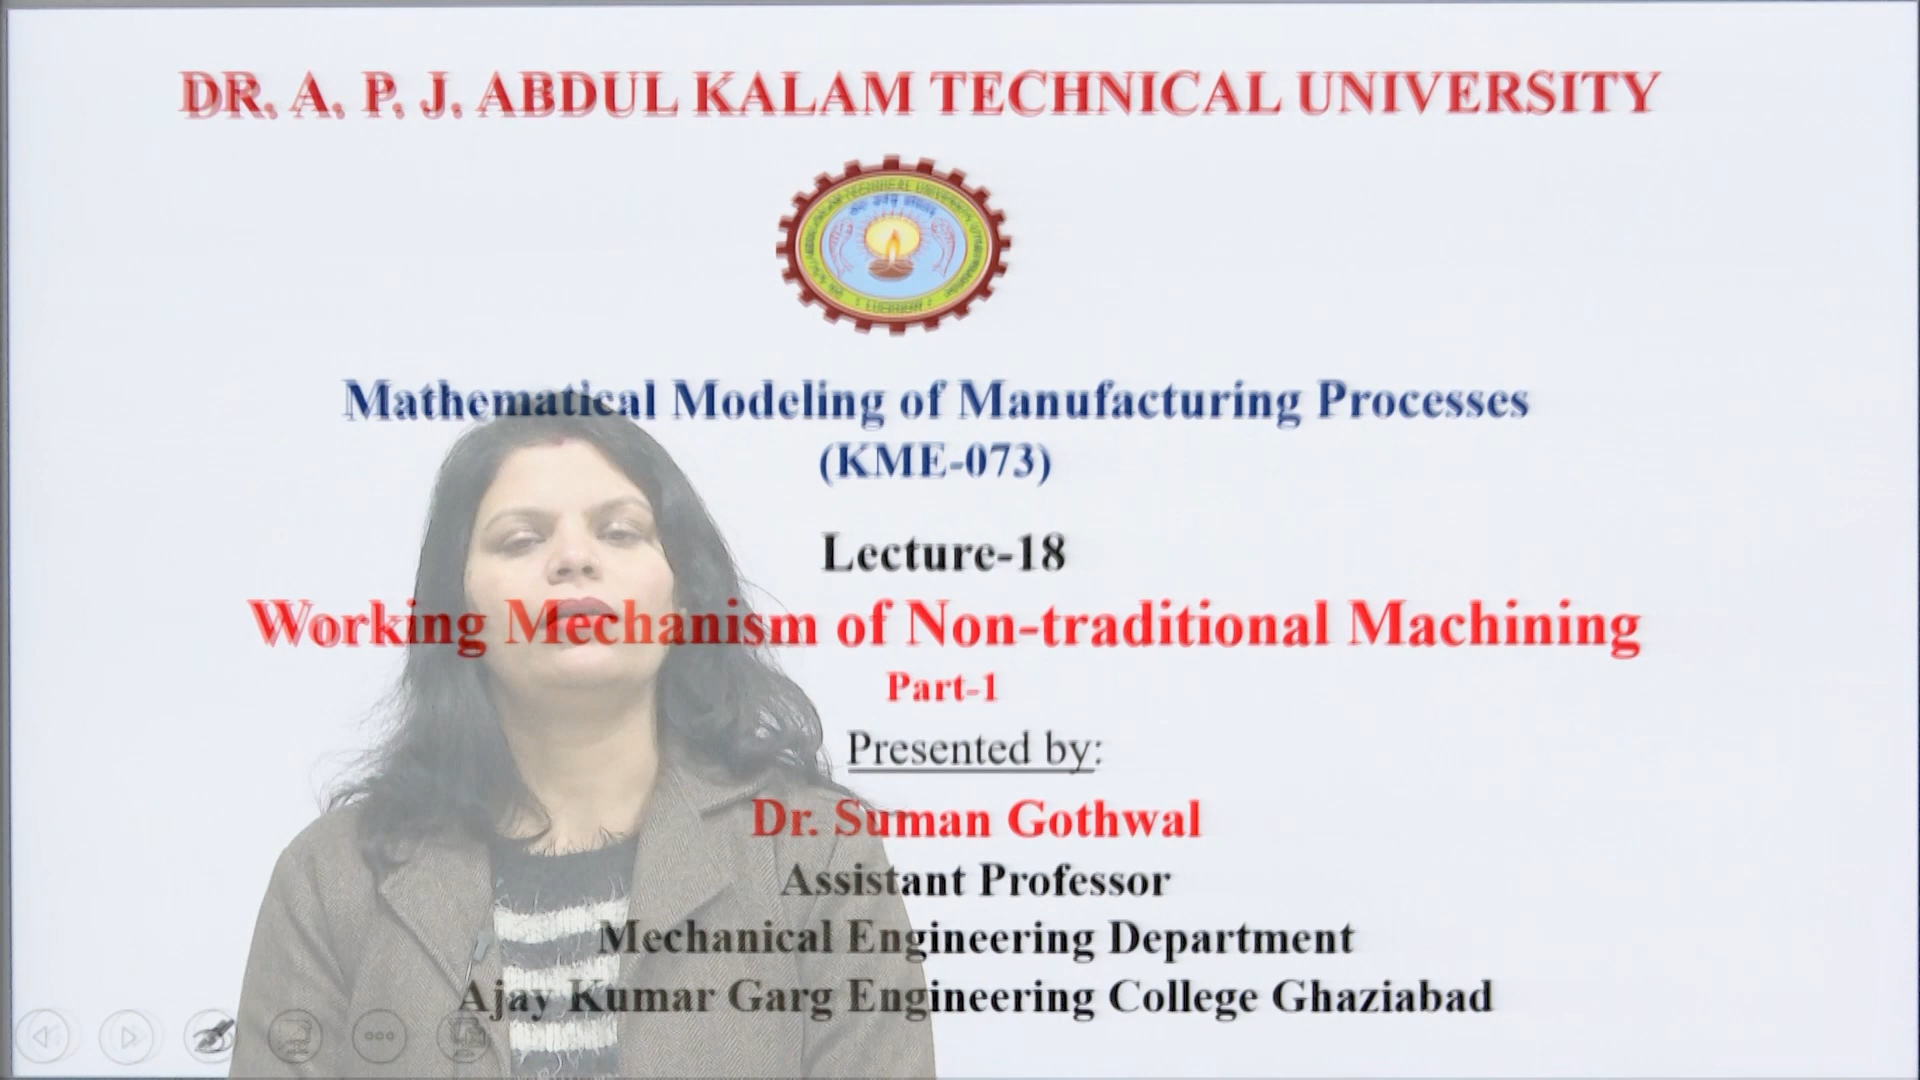 DR. A. P. J. ABDUL KALAM TECHNICAL UNIVERSITY
Mathematical Modeling of Manufacturing Processes
(KME-073)
Lecture-18
Working Mechanism of Non-traditional Machining
Part-1
Presented by:
Dr. Suman Gothwal
Assistant Professor
Mechanical Engineering Department
Ajay Kumar Garg Engineering College Ghaziabad